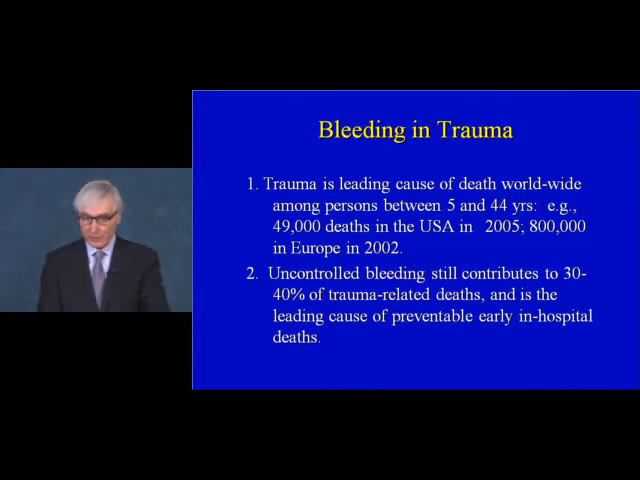 Bleeding in Trauma
1. Trauma is leading cause of death world-wide
among persons between 5 and 44 yrs: e.g.,
49,000 deaths in the USA in 2005; 800,000
in Europe in 2002.
2. Uncontrolled bleeding still contributes to 30-
40% of trauma-related deaths, and is the
leading cause of preventable early in-hospital
deaths.